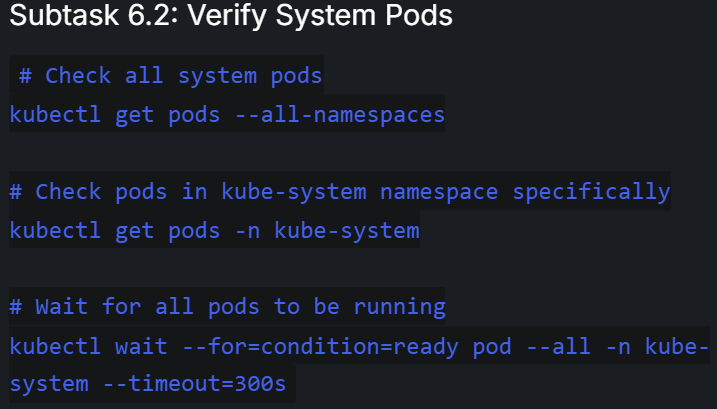 Subtask 6.2: Verify System Pods
# Check all system pods
kubectl get pods --all-namespaces
# Check pods in kube-system namespace specifically
kubectl get pods -n kube-system
# Wait for all pods to be running
kubectl wait --for=condition=ready pod --all -n kube-
system --timeout=300s